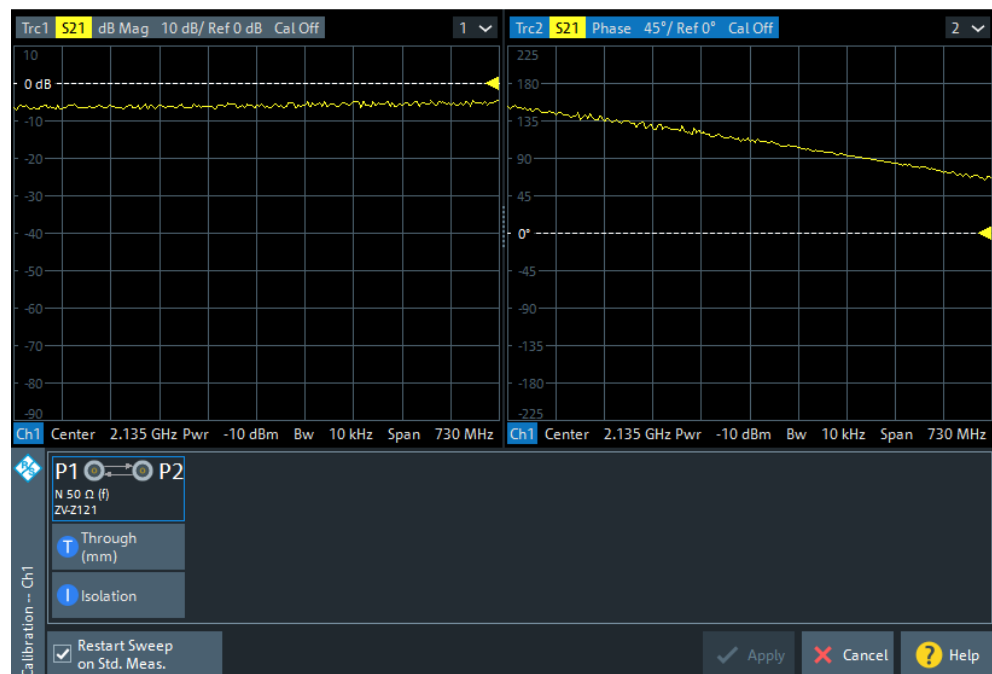 Trc1 S21 dB Mag 10 dB/ Ref 0 dB Cal Off 1
10
0 dB
-10
-20
-30
-40
-50
-60
-70
-80
-90
Ch1 Center 2.135 GHz Pwr -10 dBm Bw 10 kHz Span 730 MHz
Trc2 S21 Phase 45°/ Ref 0° Cal Off 2
225
180
135
90
45
0°
-45
-90
-135
-180
-225
Ch1 Center 2.135 GHz Pwr -10 dBm Bw 10 kHz Span 730 MHz
R&S
Calibration -- Ch1
P1 P2
N 50 Ω (f)
ZV-Z121
T Through
(mm)
I Isolation
Restart Sweep
on Std. Meas.
Apply
Cancel
? Help